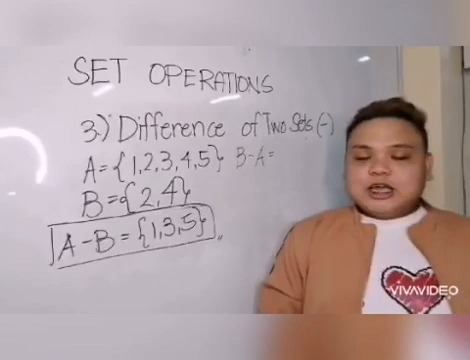 SET OPERATIONS
3.) Difference of Two Sets (-)
A={1,2,3,4,5} B-A=
B={2,4}
A-B={1,3,5}
VIVAVIDEO